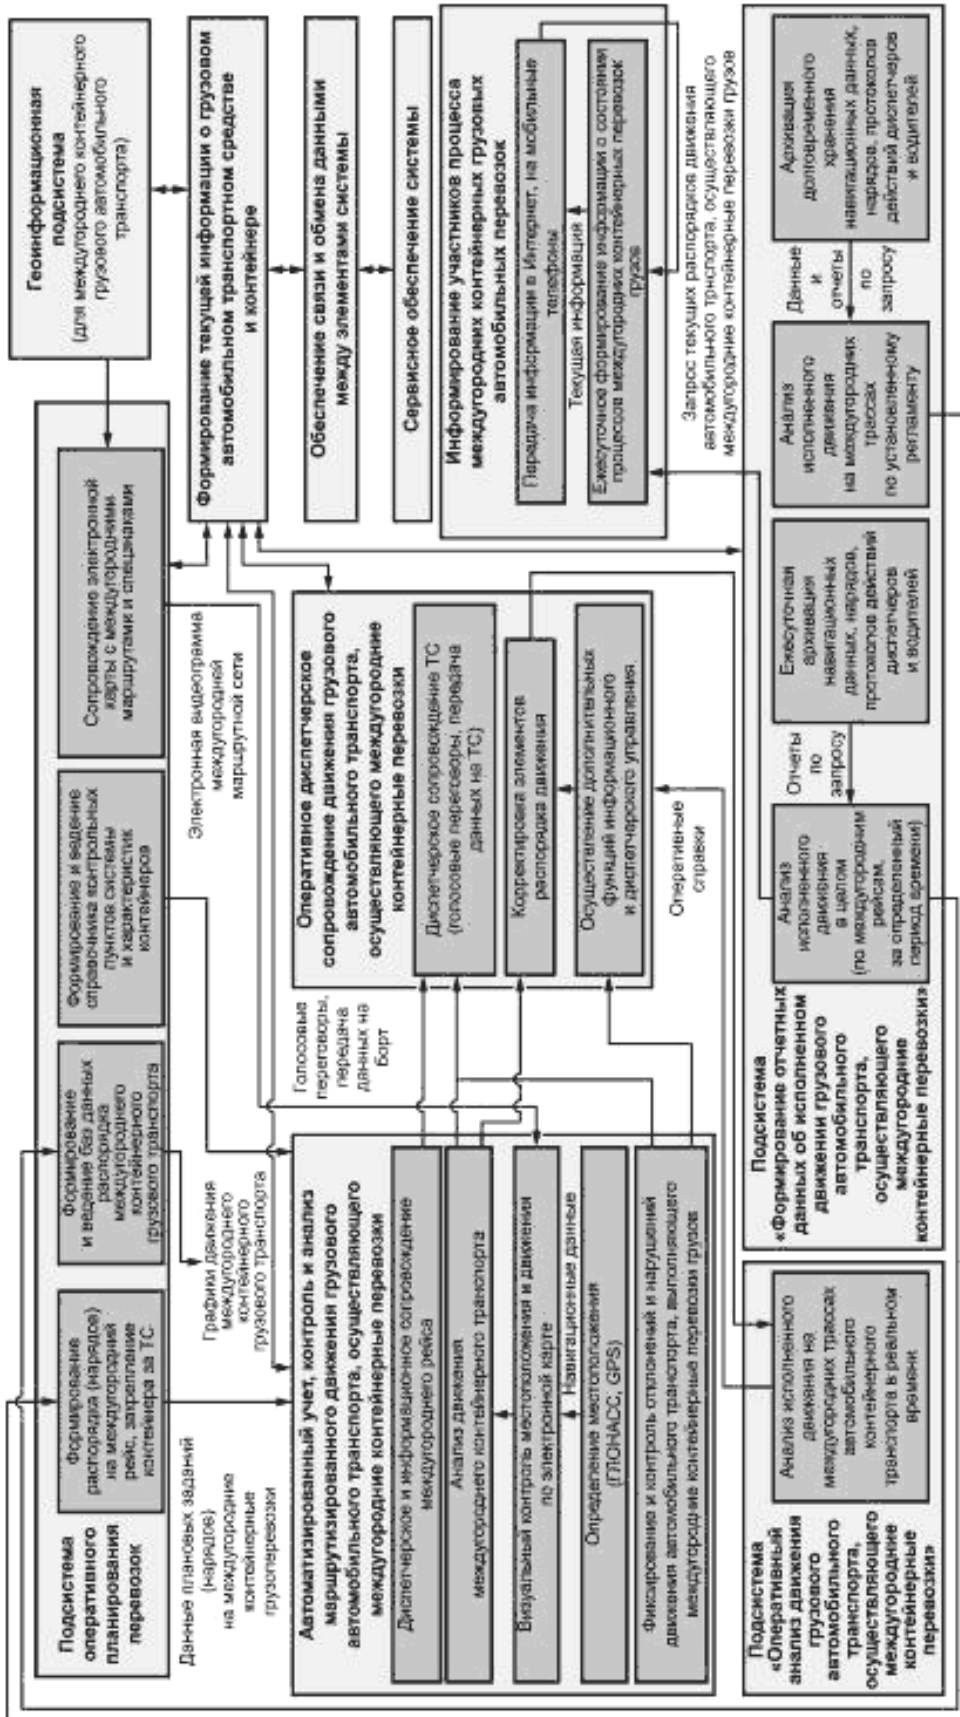 Подсистема
оперативного
планирования
перевозок
Формирование
распорядка (нарядов)
на междугородний
рейс, закрепление
контейнера за ТС
Формирование
и ведение баз данных
распорядка
междугороднего
контейнерного
грузового транспорта
Формирование и ведение
справочника контрольных
пунктов системы
и характеристик
контейнеров
Сопровождение электронной
карты с междугородними
маршрутами и спецзнаками
Геоинформационная
подсистема
(для междугороднего контейнерного
грузового автомобильного
транспорта)
Данные плановых заданий
(нарядов)
на междугородние
контейнерные
грузоперевозки
Графики движения
междугороднего
контейнерного
грузового транспорта
Электронная видеограмма
междугородней
маршрутной сети
Формирование текущей информации о грузовом
автомобильном транспортном средстве
и контейнере
Обеспечение связи и обмена данными
между элементами системы
Сервисное обеспечение системы
Автоматизированный учет, контроль и анализ
маршрутизированного движения грузового
автомобильного транспорта, осуществляющего
междугородние контейнерные перевозки
Диспетчерское и информационное сопровождение
междугороднего рейса
Анализ движения
междугороднего контейнерного транспорта
Визуальный контроль местоположения и движения
по электронной карте
Навигационные данные
Определение местоположения
(ГЛОНАСС, GPS)
Фиксирование и контроль отклонений и нарушений
движения автомобильного транспорта, выполняющего
междугородние контейнерные перевозки грузов
Голосовые
переговоры,
передача
данных на
борт
Оперативное диспетчерское
сопровождение движения грузового
автомобильного транспорта,
осуществляющего междугородние
контейнерные перевозки
Диспетчерское сопровождение ТС
(голосовые переговоры, передача
данных на ТС)
Корректировка элементов
распорядка движения
Осуществление дополнительных
функций информационного
и диспетчерского управления
Оперативные
справки
Информирование участников процесса
междугородних контейнерных грузовых
автомобильных перевозок
Передача информации в Интернет, на мобильные
телефоны
Текущая информация
Ежесуточное формирование информации о состоянии
процессов междугородних контейнерных перевозок
грузов
Запрос текущих распорядков движения
автомобильного трнспорта, осуществляющего
междугородние контейнерные перевозки грузов
Подсистема
«Оперативный
анализ движения
грузового
автомобильного
транспорта,
осуществляющего
междугородние
контейнерные
перевозки»
Анализ исполненного
движения на
междугородних трассах
автомобильного
контейнерного
транспорта в реальном
времени
Подсистема
«Формирование отчетных
данных об исполненном
движении грузового
автомобильного
транспорта,
осуществляющего
междугородние
контейнерные перевозки»
Анализ
исполненного
движения
в целом
(по междугородним
рейсам,
за определенный
период времени)
Отчеты
по
запросу
Ежесуточная
архивация
навигационных
данных, нарядов,
протоколов действий
диспетчеров
и водителей
Анализ
исполненного
движения
на междугородних
трассах
по установленному
регламенту
Данные
и
отчеты
по
запросу
Архивация
долговременного
хранения
навигационных данных,
нарядов, протоколов
действий диспетчеров
и водителей